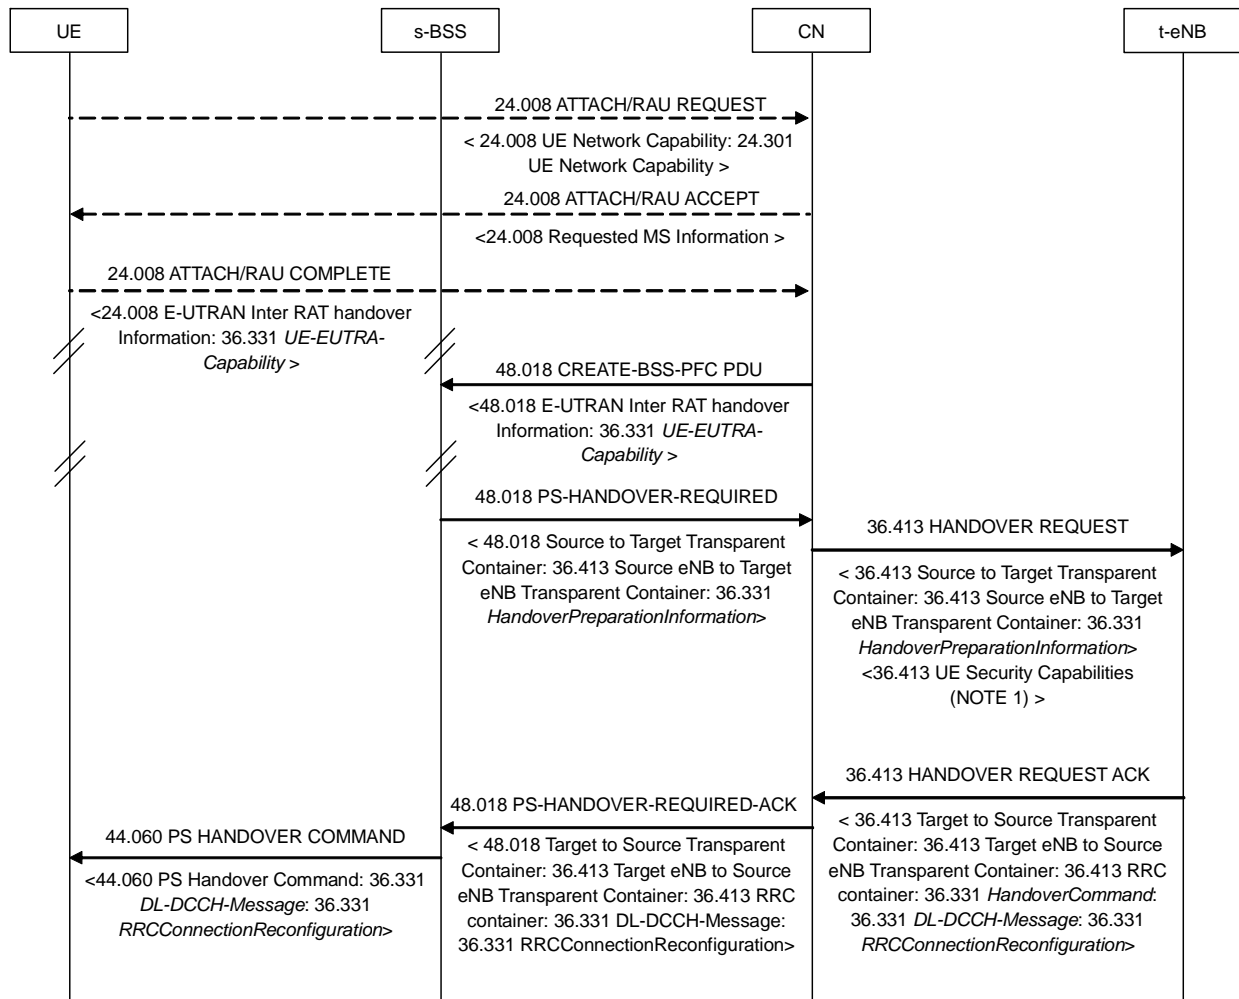 UE
s-BSS
CN
t-eNB
24.008 ATTACH/RAU REQUEST
< 24.008 UE Network Capability: 24.301
UE Network Capability >
24.008 ATTACH/RAU ACCEPT
<24.008 Requested MS Information >
24.008 ATTACH/RAU COMPLETE
<24.008 E-UTRAN Inter RAT handover
Information: 36.331 UE-EUTRA-
Capability >
48.018 CREATE-BSS-PFC PDU
<48.018 E-UTRAN Inter RAT handover
Information: 36.331 UE-EUTRA-
Capability >
48.018 PS-HANDOVER-REQUIRED
< 48.018 Source to Target Transparent
Container: 36.413 Source eNB to Target
eNB Transparent Container: 36.331
HandoverPreparationInformation>
36.413 HANDOVER REQUEST
< 36.413 Source to Target Transparent
Container: 36.413 Source eNB to Target
eNB Transparent Container: 36.331
HandoverPreparationInformation>
<36.413 UE Security Capabilities
(NOTE 1) >
36.413 HANDOVER REQUEST ACK
< 36.413 Target to Source Transparent
Container: 36.413 Target eNB to Source
eNB Transparent Container: 36.413 RRC
container: 36.331 HandoverCommand:
36.331 DL-DCCH-Message: 36.331
RRCConnectionReconfiguration>
48.018 PS-HANDOVER-REQUIRED-ACK
< 48.018 Target to Source Transparent
Container: 36.413 Target eNB to Source
eNB Transparent Container: 36.413 RRC
container: 36.331 DL-DCCH-Message:
36.331 RRCConnectionReconfiguration>
44.060 PS HANDOVER COMMAND
<44.060 PS Handover Command: 36.331
DL-DCCH-Message: 36.331
RRCConnectionReconfiguration>